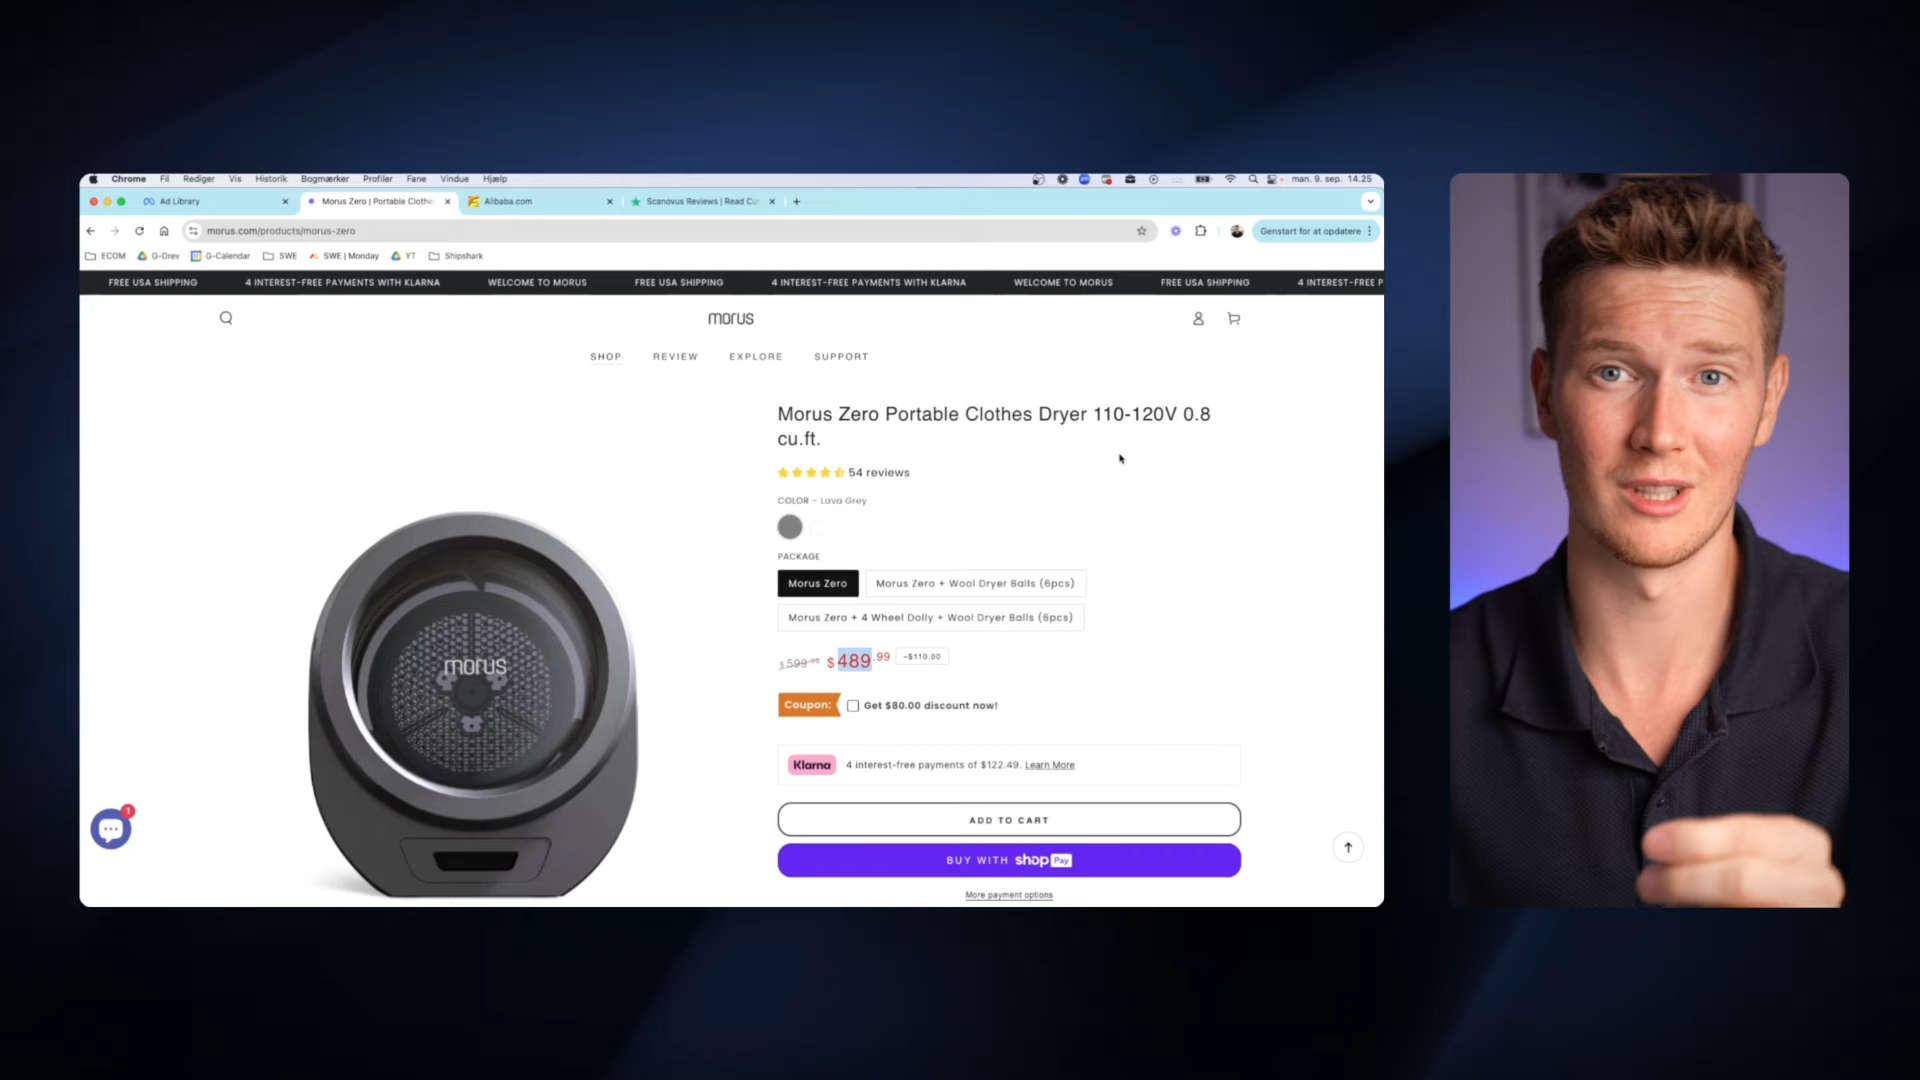 Chrome Fil Rediger Vis Historik Bogmærker Profiler Fane Vindue Hjælp man. 9. sep. 14.25
Ad Library Morus Zero | Portable Clothe Alibaba.com Scanovus Reviews | Read Cu
morus.com/products/morus-zero Genstart for at opdatere
ECOM G-Drev G-Calendar SWE SWE | Monday YT Shipshark
FREE USA SHIPPING 4 INTEREST-FREE PAYMENTS WITH KLARNA WELCOME TO MORUS FREE USA SHIPPING 4 INTEREST-FREE PAYMENTS WITH KLARNA WELCOME TO MORUS FREE USA SHIPPING 4 INTEREST-FREE P
morus
SHOP REVIEW EXPLORE SUPPORT
Morus Zero Portable Clothes Dryer 110-120V 0.8
cu.ft.
54 reviews
COLOR – Lava Grey
PACKAGE
Morus Zero Morus Zero + Wool Dryer Balls (6pcs)
Morus Zero + 4 Wheel Dolly + Wool Dryer Balls (6pcs)
$599.99 $489.99 -$110.00
morus
Coupon: Get $80.00 discount now!
Klarna 4 interest-free payments of $122.49. Learn More
1
ADD TO CART
BUY WITH shop Pay
More payment options